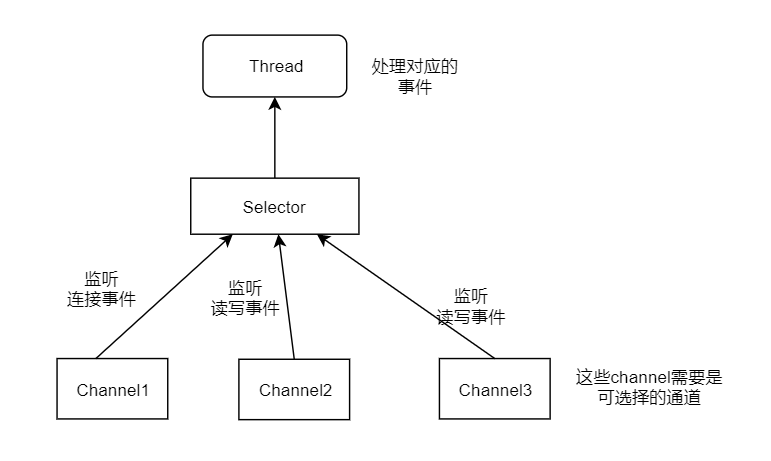 Thread
处理对应的
事件
Selector
监听
连接事件
监听
读写事件
监听
读写事件
Channel1
Channel2
Channel3
这些channel需要是
可选择的通道